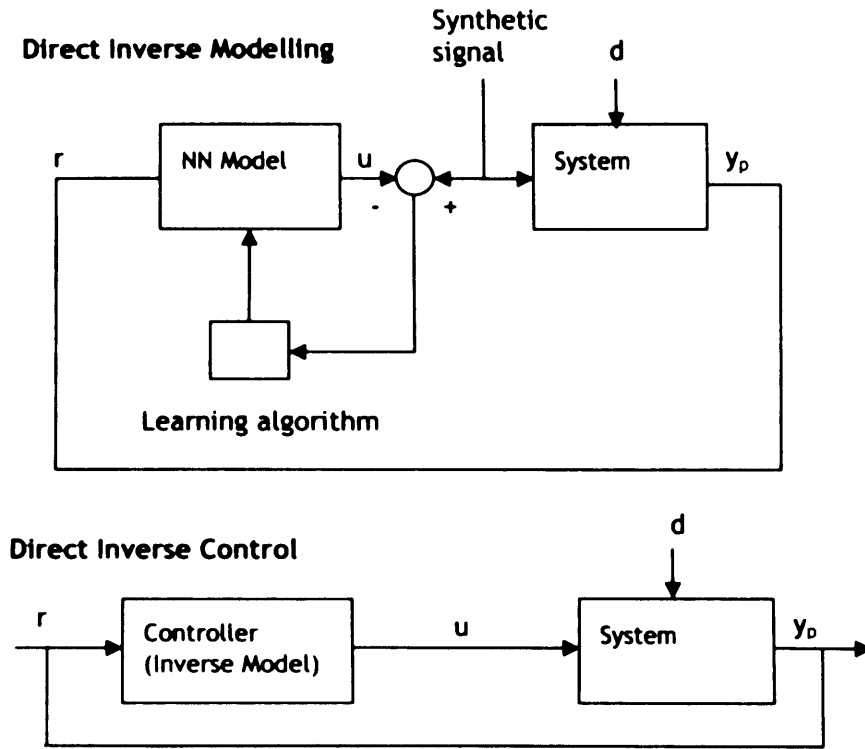 Synthetic
signal
d
Direct Inverse Modelling
r
NN Model
u
System
yₚ
-
+
Learning algorithm
d
Direct Inverse Control
r
Controller
(Inverse Model)
u
System
yₚ